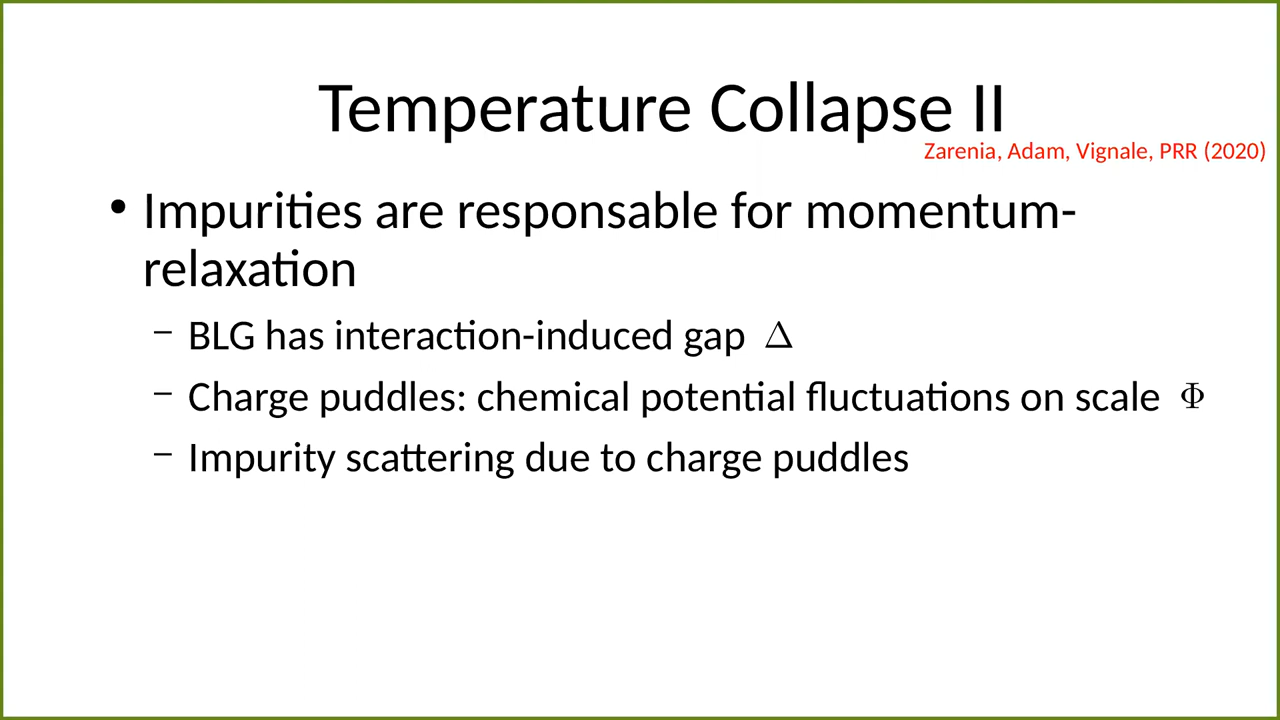 Temperature Collapse II
Zarenia, Adam, Vignale, PRR (2020)
• Impurities are responsable for momentum-
relaxation
– BLG has interaction-induced gap Δ
– Charge puddles: chemical potential fluctuations on scale Φ
– Impurity scattering due to charge puddles